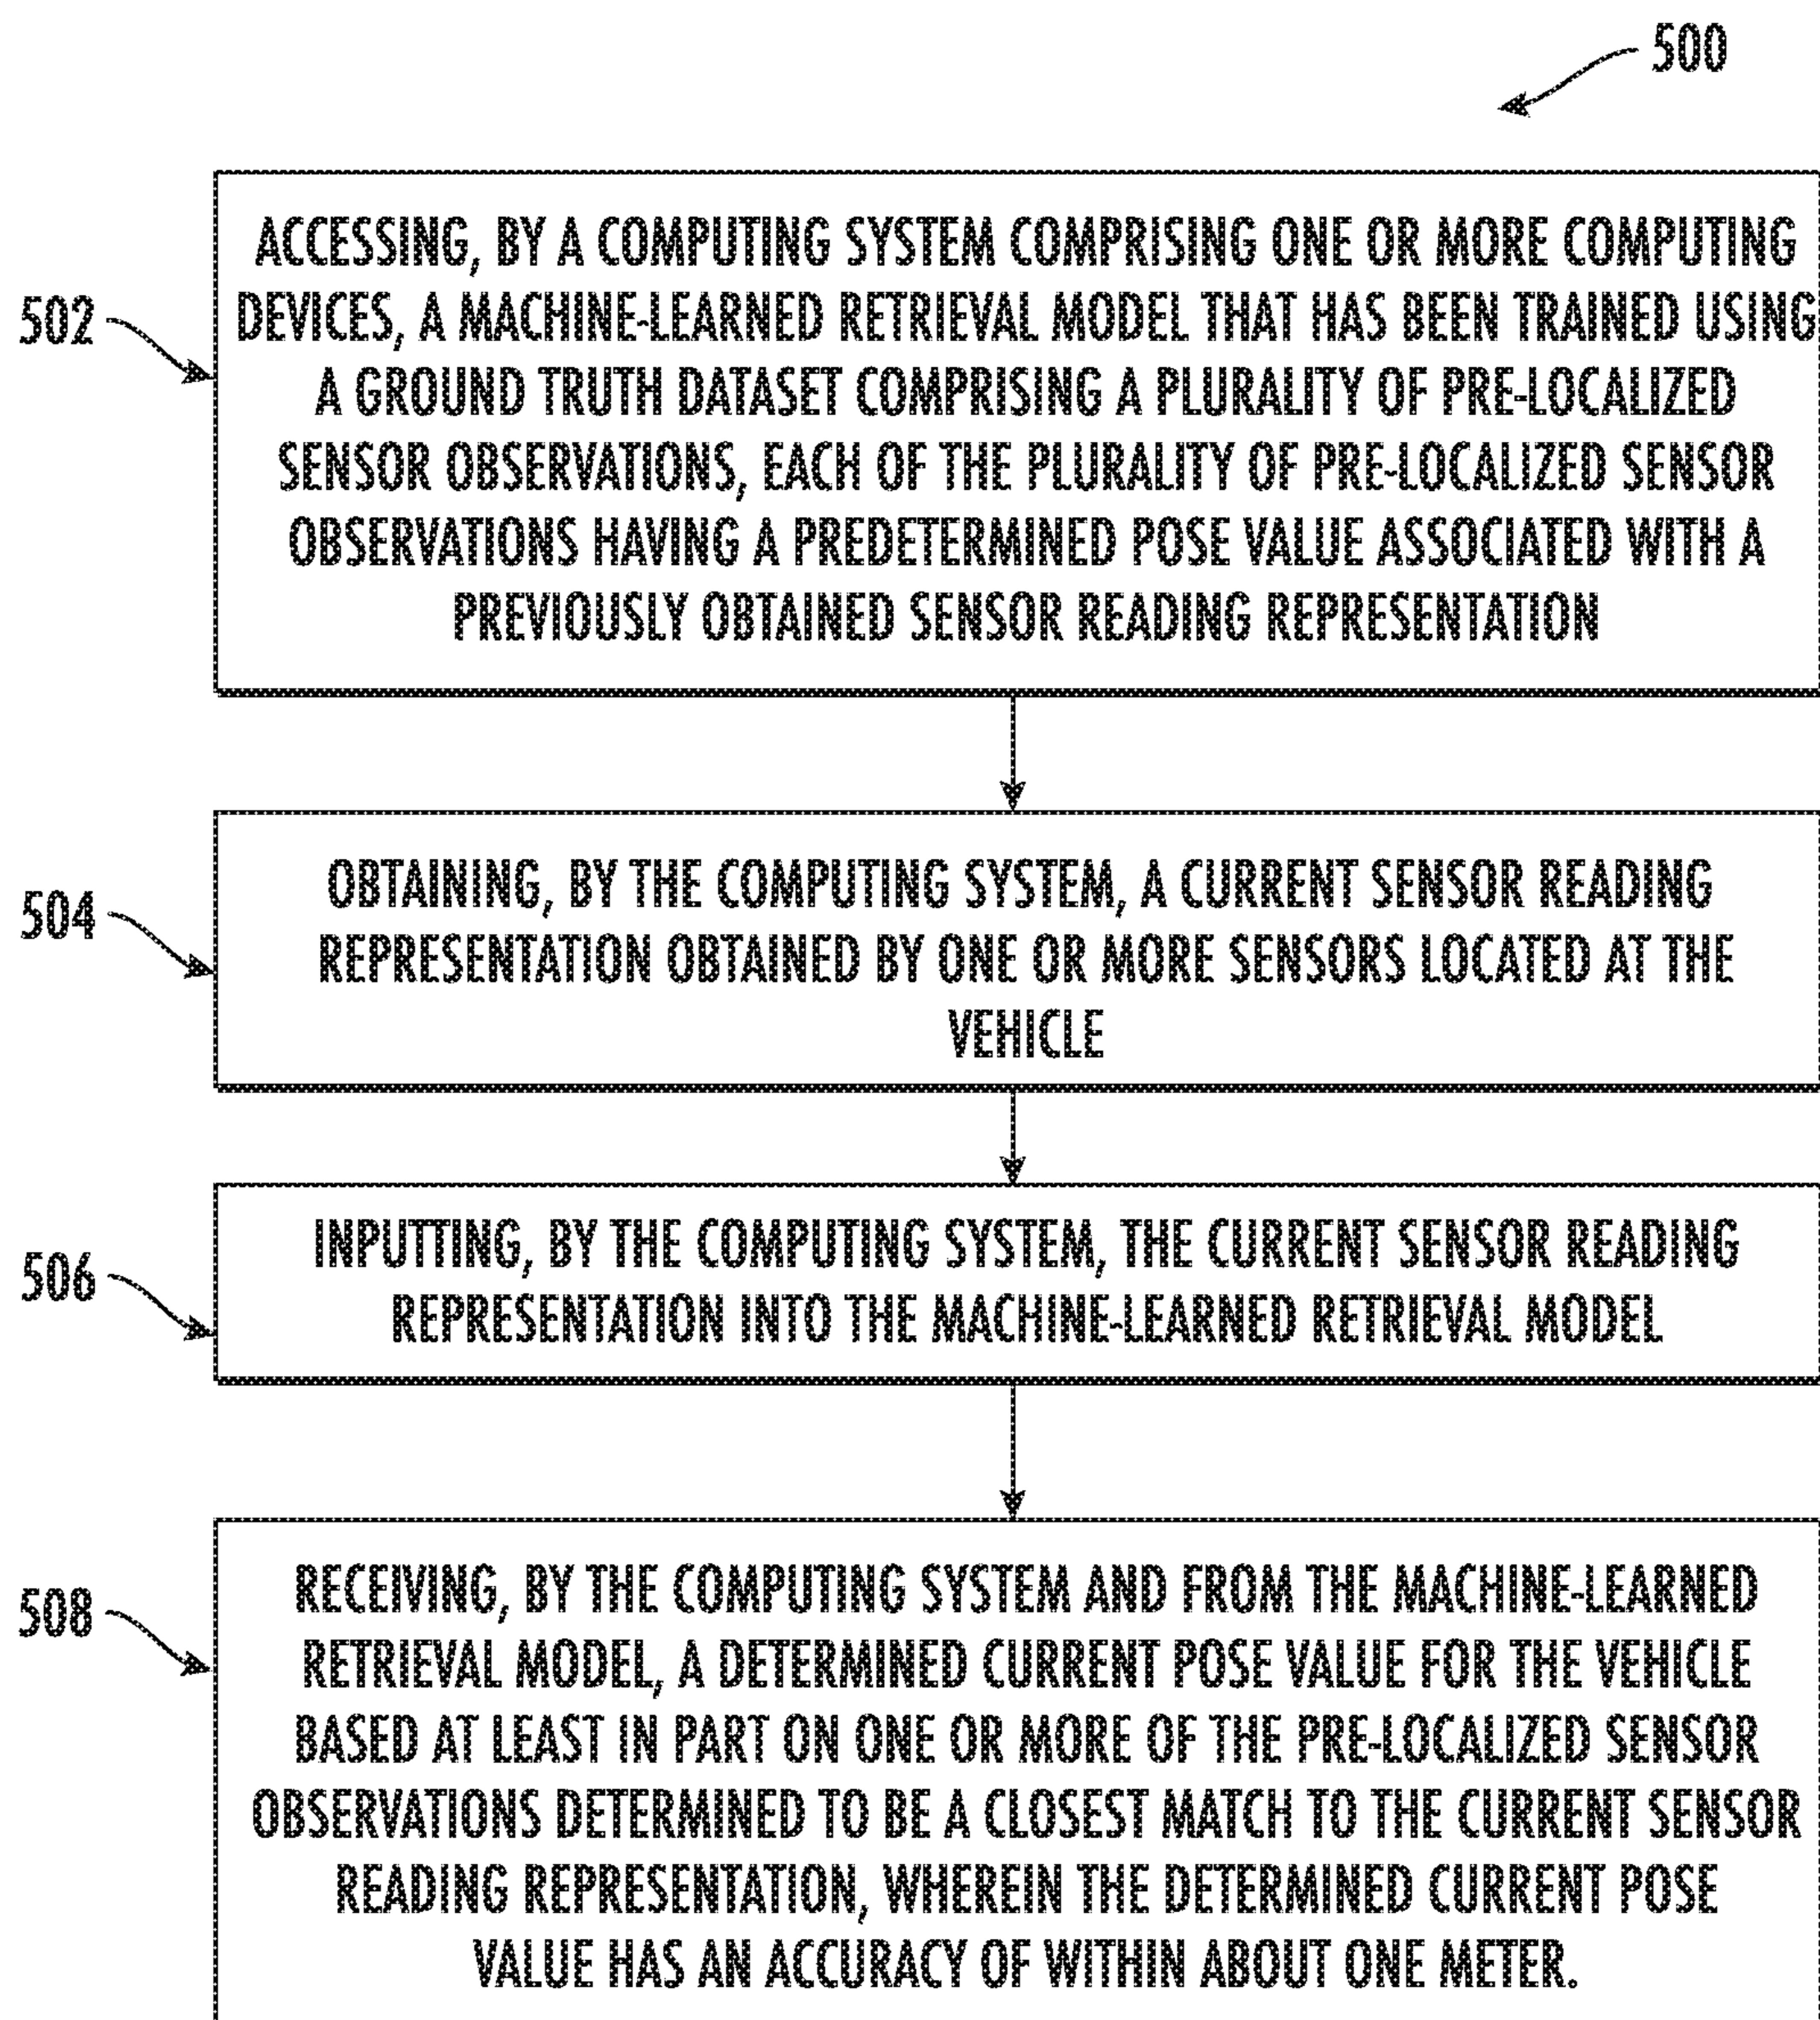 500
502
ACCESSING, BY A COMPUTING SYSTEM COMPRISING ONE OR MORE COMPUTING
DEVICES, A MACHINE-LEARNED RETRIEVAL MODEL THAT HAS BEEN TRAINED USING
A GROUND TRUTH DATASET COMPRISING A PLURALITY OF PRE-LOCALIZED
SENSOR OBSERVATIONS, EACH OF THE PLURALITY OF PRE-LOCALIZED SENSOR
OBSERVATIONS HAVING A PREDETERMINED POSE VALUE ASSOCIATED WITH A
PREVIOUSLY OBTAINED SENSOR READING REPRESENTATION
504
OBTAINING, BY THE COMPUTING SYSTEM, A CURRENT SENSOR READING
REPRESENTATION OBTAINED BY ONE OR MORE SENSORS LOCATED AT THE
VEHICLE
506
INPUTTING, BY THE COMPUTING SYSTEM, THE CURRENT SENSOR READING
REPRESENTATION INTO THE MACHINE-LEARNED RETRIEVAL MODEL
508
RECEIVING, BY THE COMPUTING SYSTEM AND FROM THE MACHINE-LEARNED
RETRIEVAL MODEL, A DETERMINED CURRENT POSE VALUE FOR THE VEHICLE
BASED AT LEAST IN PART ON ONE OR MORE OF THE PRE-LOCALIZED SENSOR
OBSERVATIONS DETERMINED TO BE A CLOSEST MATCH TO THE CURRENT SENSOR
READING REPRESENTATION, WHEREIN THE DETERMINED CURRENT POSE
VALUE HAS AN ACCURACY OF WITHIN ABOUT ONE METER.